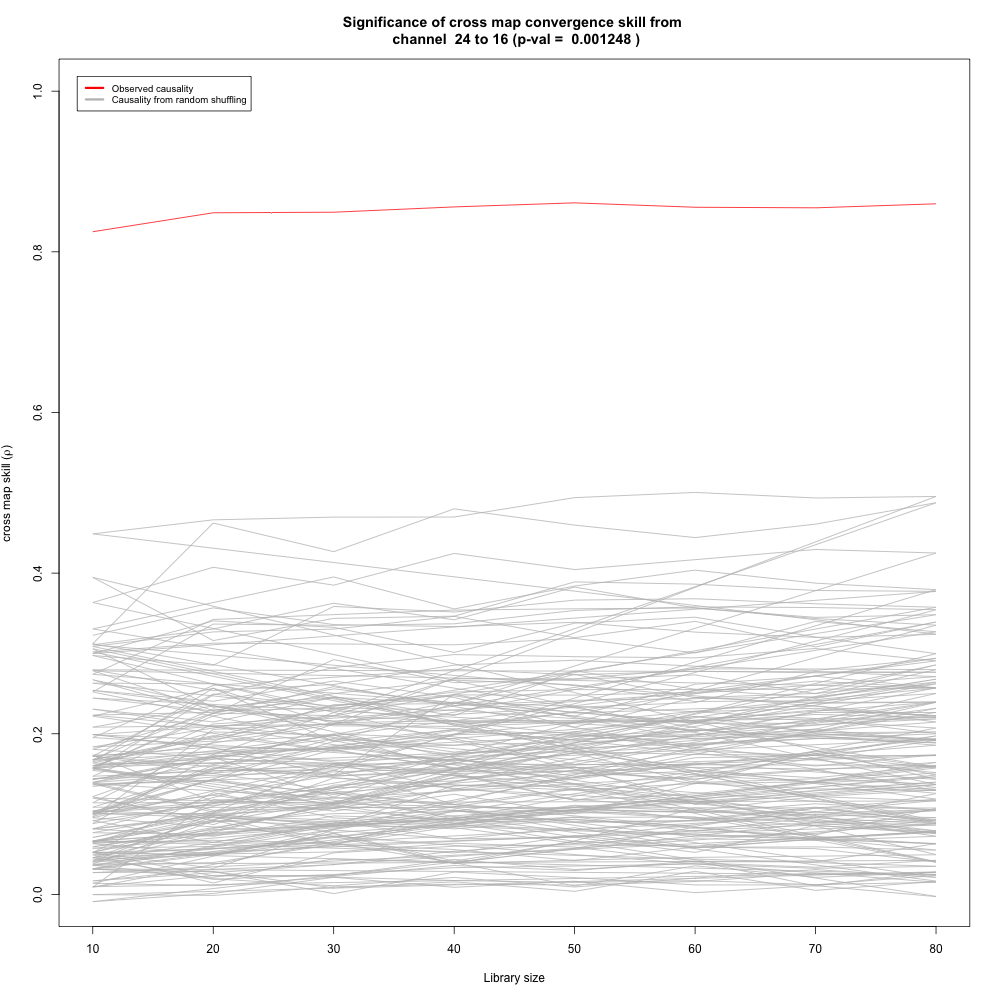 Significance of cross map convergence skill from
channel  24 to 16 (p-val =  0.001248 )
Observed causality
Causality from random shuffling
cross map skill (ρ)
1.0
0.8
0.6
0.4
0.2
0.0
10 20 30 40 50 60 70 80
Library size